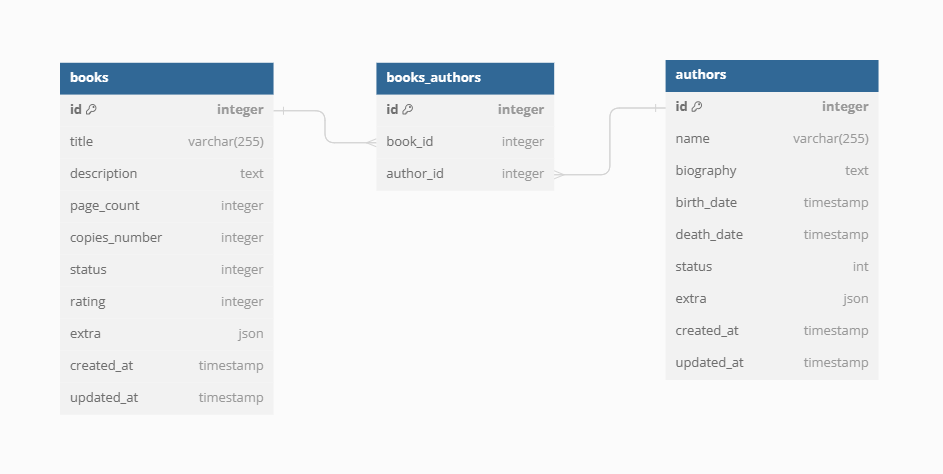 books
id integer
title varchar(255)
description text
page_count integer
copies_number integer
status integer
rating integer
extra json
created_at timestamp
updated_at timestamp
books_authors
id integer
book_id integer
author_id integer
authors
id integer
name varchar(255)
biography text
birth_date timestamp
death_date timestamp
status int
extra json
created_at timestamp
updated_at timestamp